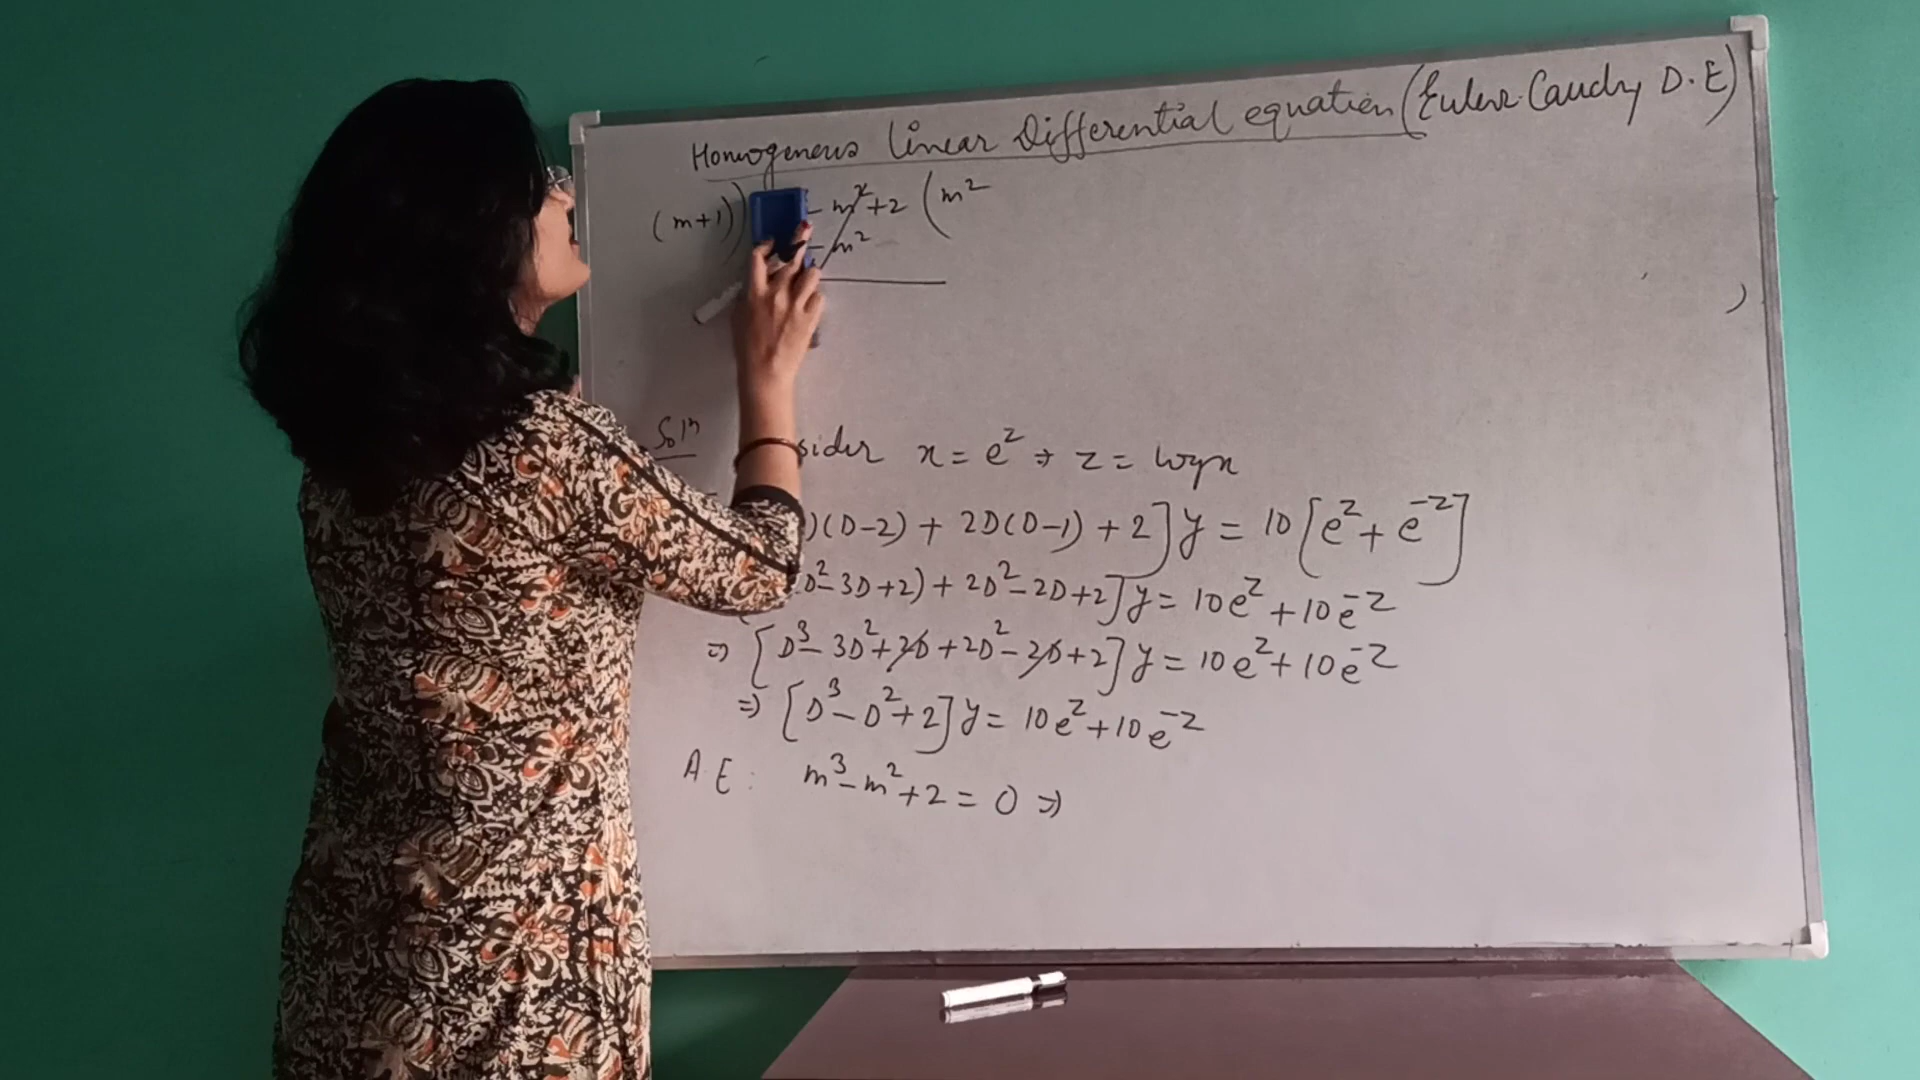 Homogenous linear Differential equation (Euler-Cauchy D.E)
(m+1)) - m² + 2 (m²
- m²
Solⁿ sider x = e^z ⇒ z = logx
)(D-2) + 2D(D-1) + 2]y = 10[e^z + e^-z]
D²-3D+2) + 2D²-2D+2]y = 10e^z + 10e^-z
⇒ [D³-3D²+2D+2D²-2D+2]y = 10e^z + 10e^-z
⇒ [D³-D²+2]y = 10e^z + 10e^-z
A.E: m³-m²+2 = 0 ⇒